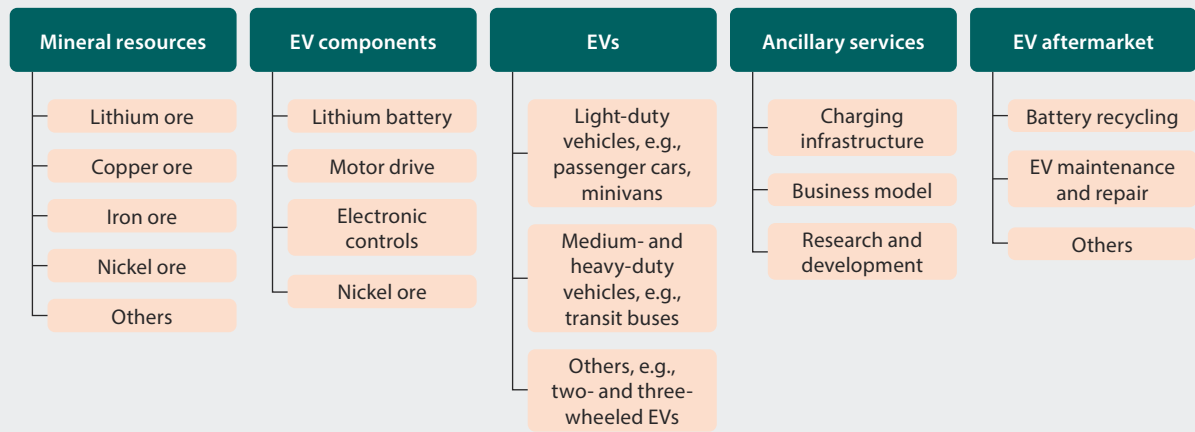 Mineral resources
Lithium ore
Copper ore
Iron ore
Nickel ore
Others
EV components
Lithium battery
Motor drive
Electronic
controls
Nickel ore
EVs
Light-duty
vehicles, e.g.,
passenger cars,
minivans
Medium- and
heavy-duty
vehicles, e.g.,
transit buses
Others, e.g.,
two- and three-
wheeled EVs
Ancillary services
Charging
infrastructure
Business model
Research and
development
EV aftermarket
Battery recycling
EV maintenance
and repair
Others